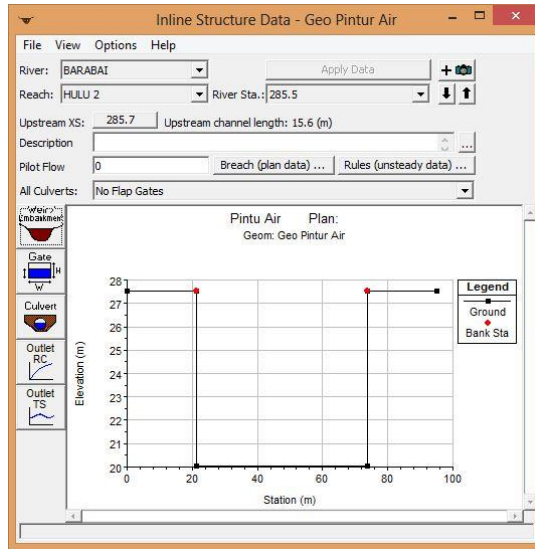 Inline Structure Data - Geo Pintur Air
File View Options Help
River: BARABAI Apply Data
Reach: HULU 2 River Sta.: 285.5
Upstream XS: 285.7 Upstream channel length: 15.6 (m)
Description ...
Pilot Flow 0 Breach (plan data) ... Rules (unsteady data) ...
All Culverts: No Flap Gates
Weir/Embankment
Gate
H
W
Culvert
Outlet RC
Outlet TS
Pintu Air Plan:
Geom: Geo Pintur Air
28
27
26
25
24
23
22
21
20
Elevation (m)
0 20 40 60 80 100
Station (m)
Legend
Ground
Bank Sta